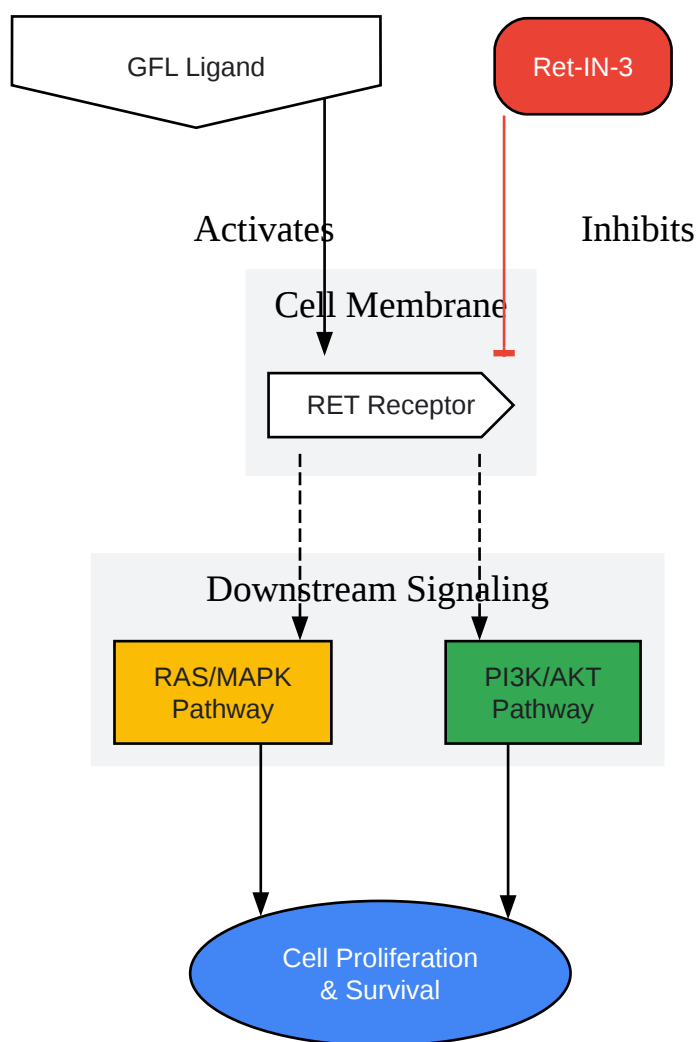 GFL Ligand
Ret-IN-3
Activates
Inhibits
Cell Membrane
RET Receptor
Downstream Signaling
RAS/MAPK
Pathway
PI3K/AKT
Pathway
Cell Proliferation
& Survival